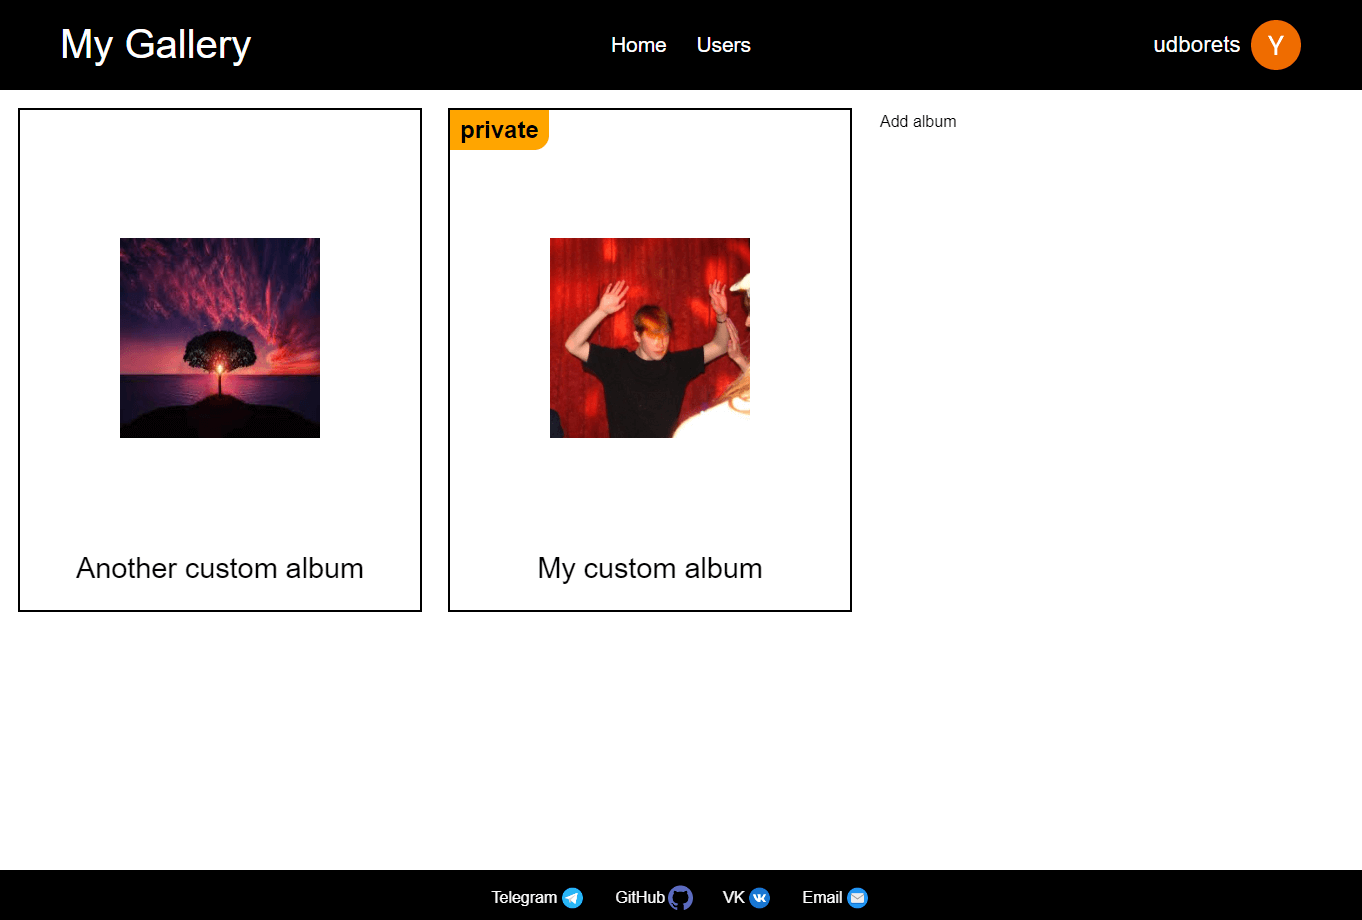 My Gallery
Home Users
udborets Y
private
Add album
Another custom album
My custom album
Telegram GitHub VK Email